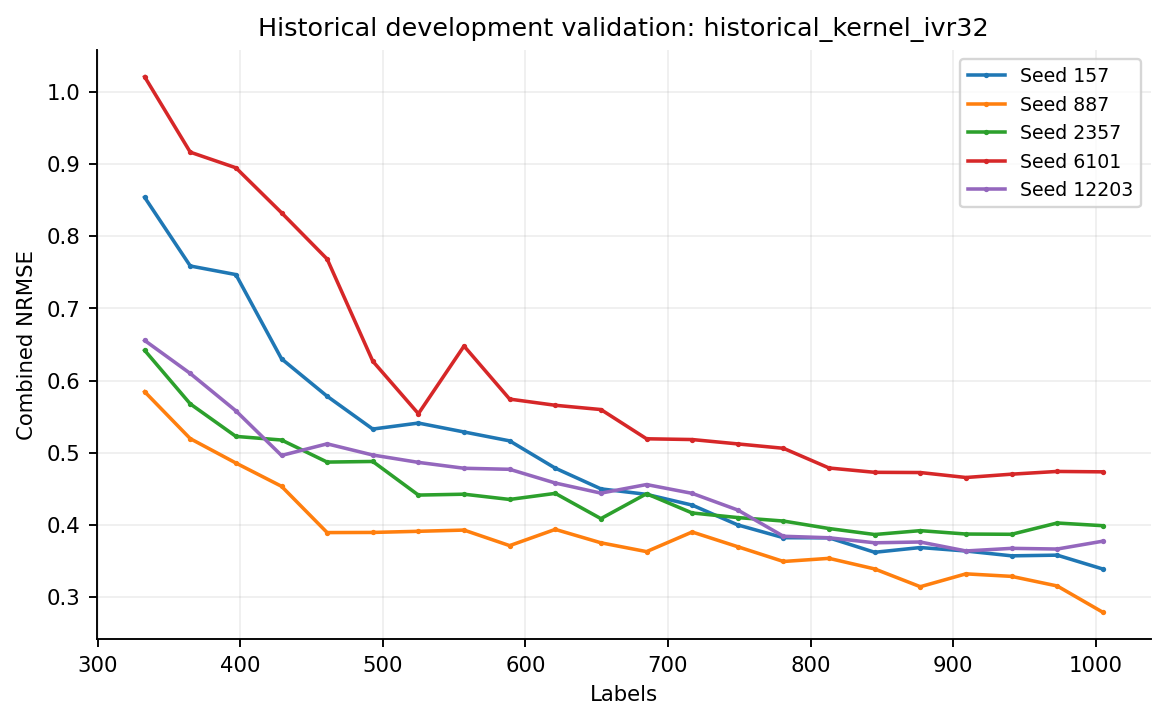 Historical development validation: historical_kernel_ivr32
Combined NRMSE
1.0
0.9
0.8
0.7
0.6
0.5
0.4
0.3
Seed 157
Seed 887
Seed 2357
Seed 6101
Seed 12203
300 400 500 600 700 800 900 1000
Labels